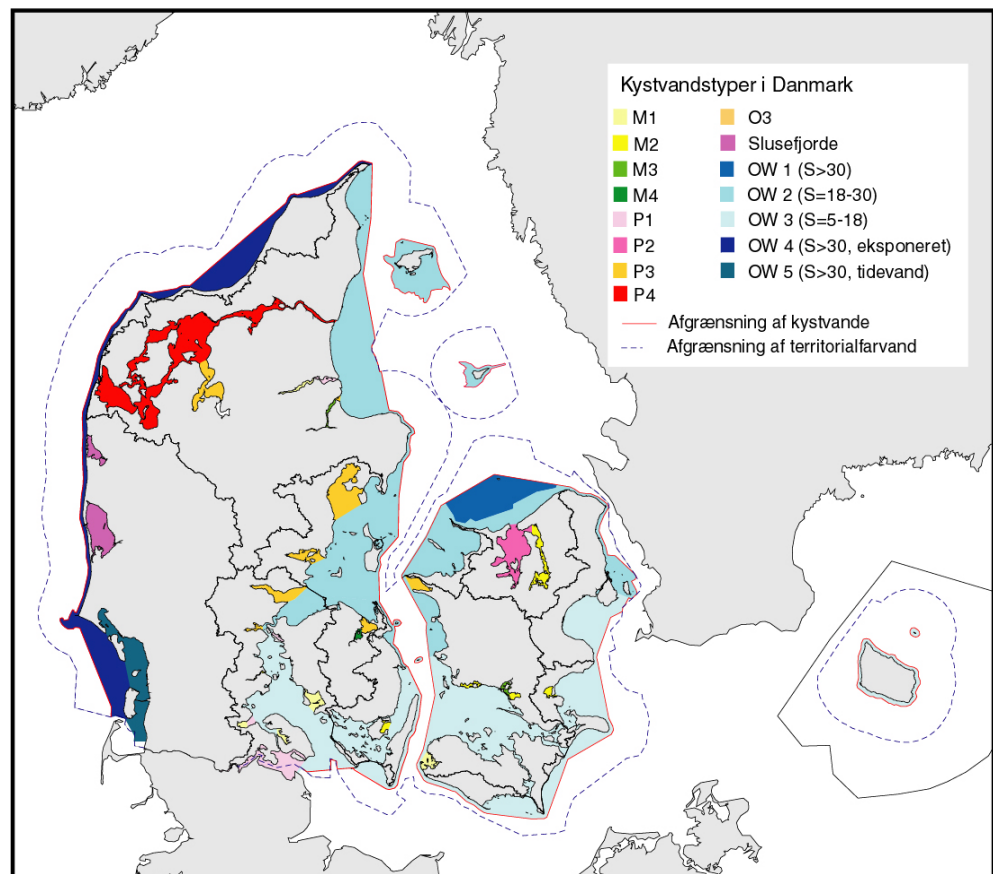 Kystvandstyper i Danmark
M1
M2
M3
M4
P1
P2
P3
P4
O3
Slusefjorde
OW 1 (S>30)
OW 2 (S=18-30)
OW 3 (S=5-18)
OW 4 (S>30, eksponeret)
OW 5 (S>30, tidevand)
Afgrænsning af kystvande
Afgrænsning af territorialfarvand